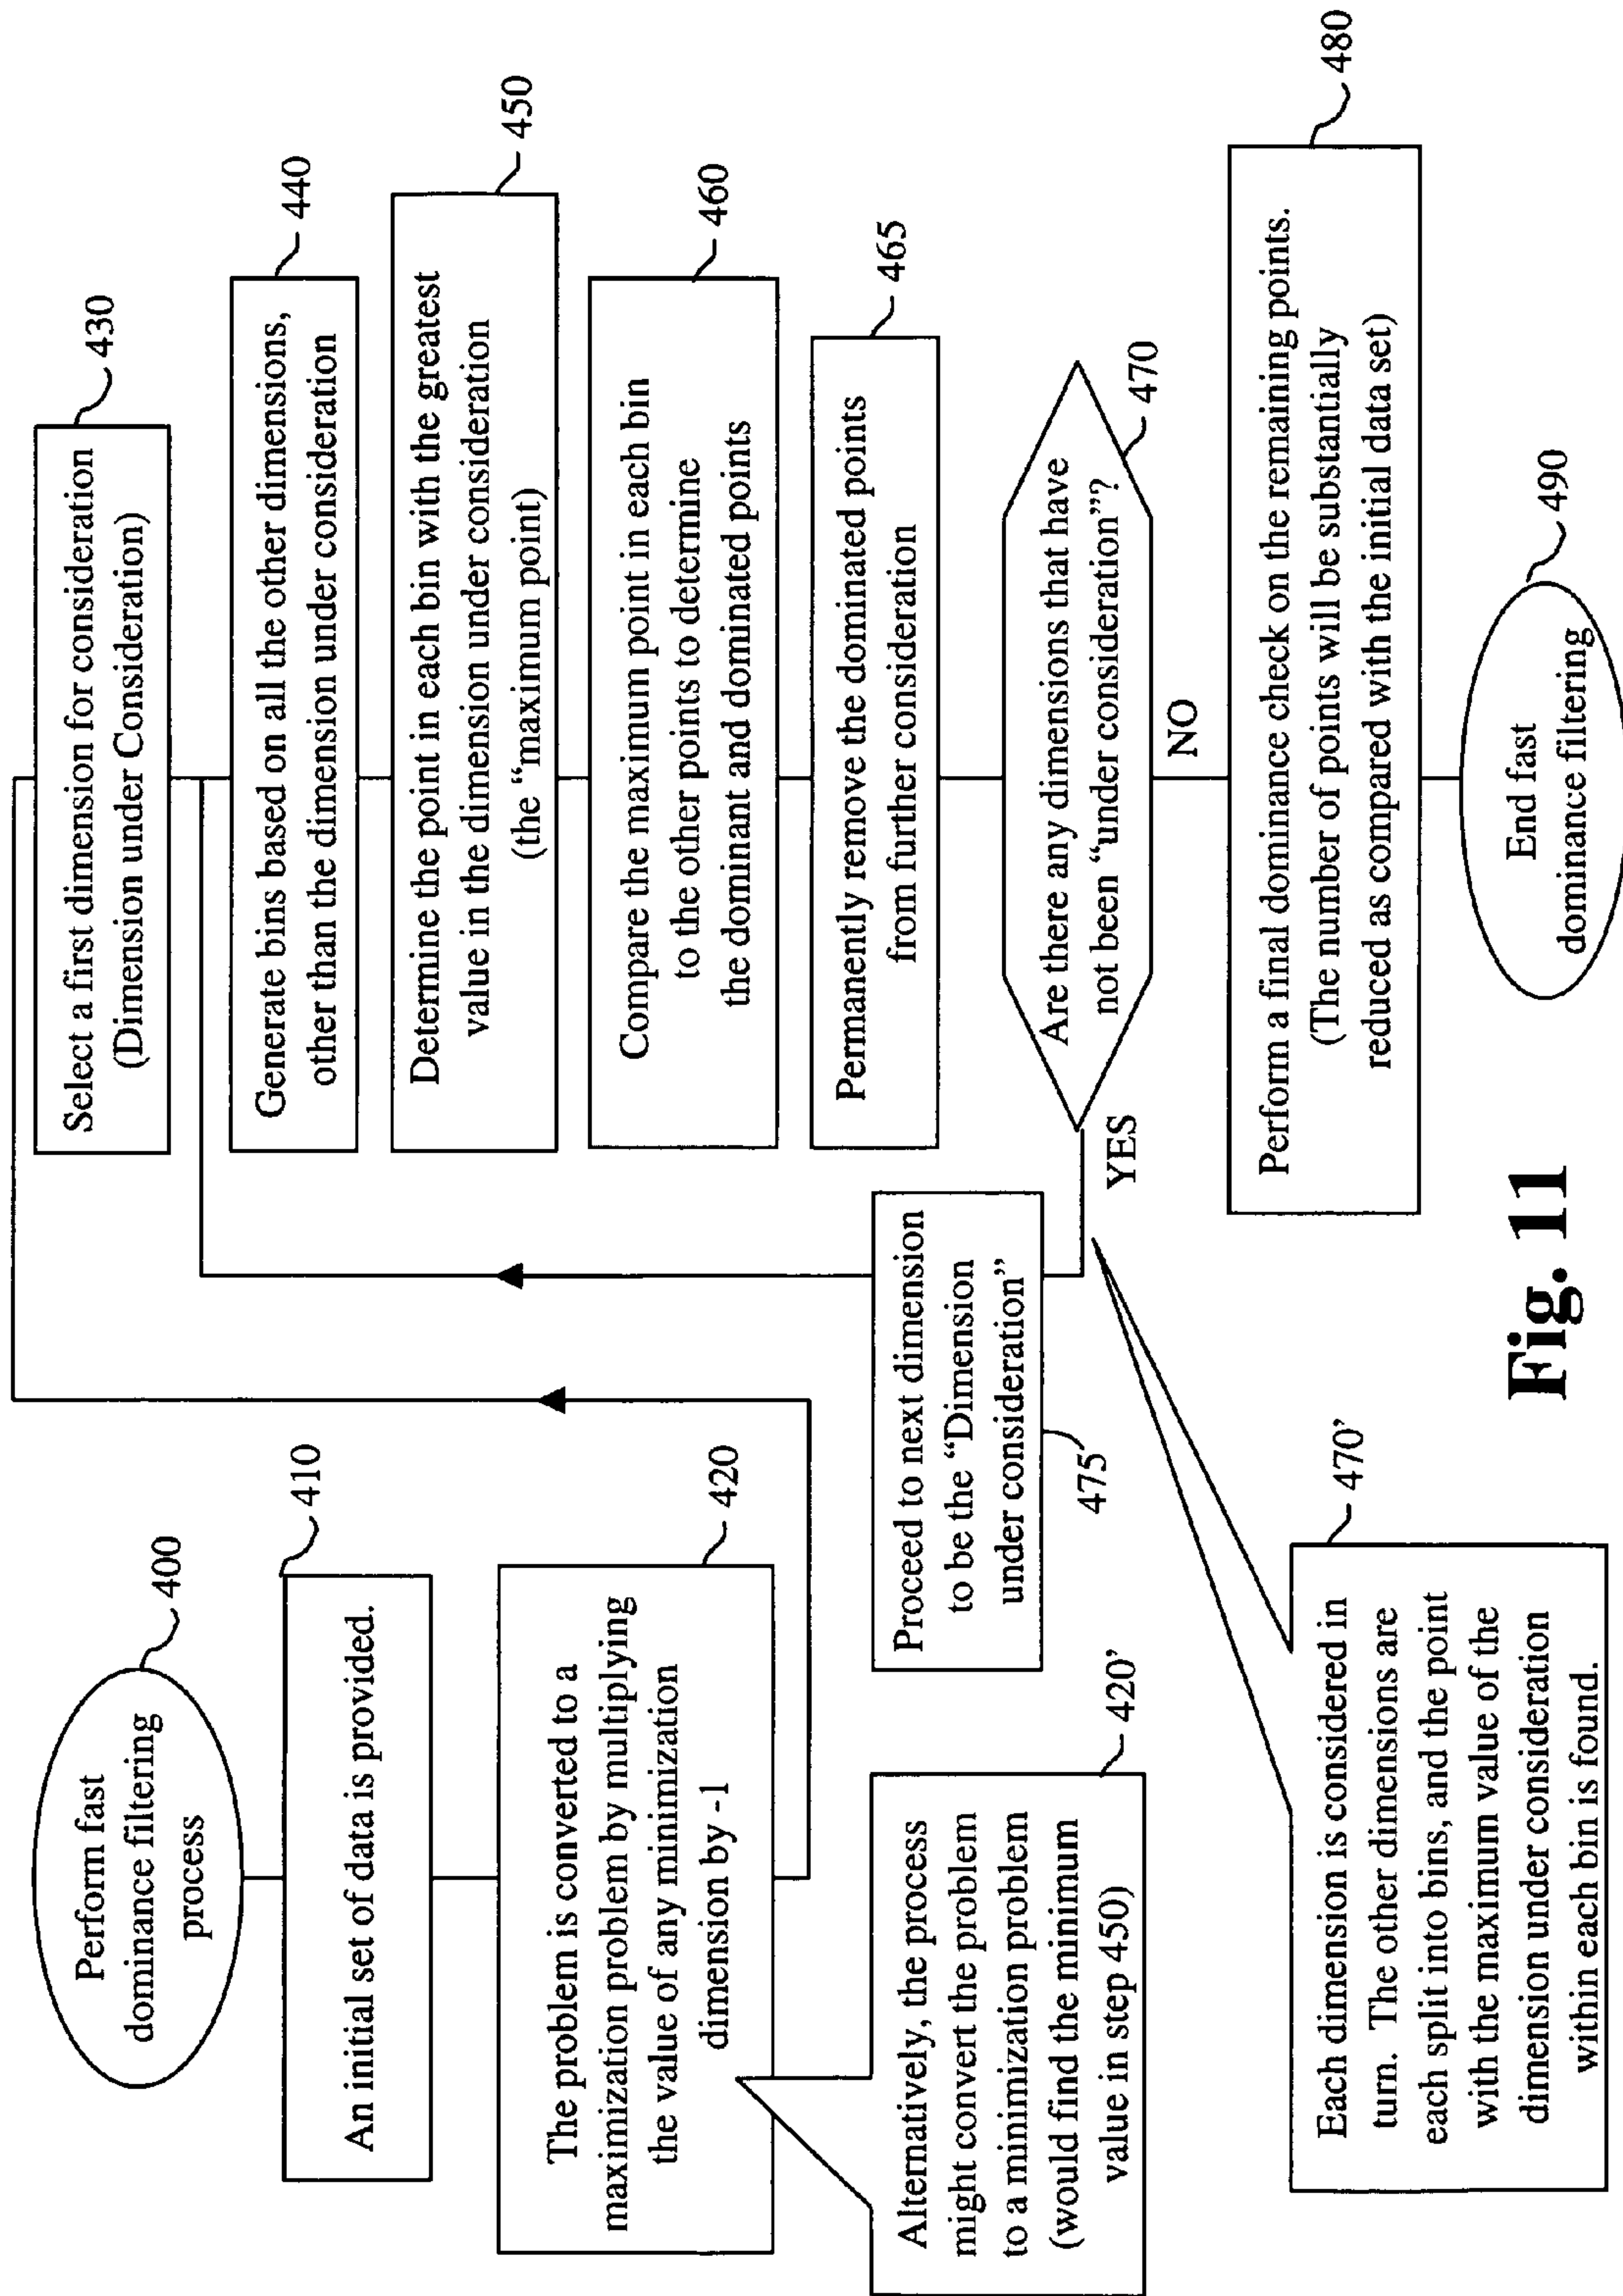 Perform fast
dominance filtering
process
400
An initial set of data is provided.
410
The problem is converted to a
maximization problem by multiplying
the value of any minimization
dimension by -1
420
Alternatively, the process
might convert the problem
to a minimization problem
(would find the minimum
value in step 450)
420’
Select a first dimension for consideration
(Dimension under Consideration)
430
Generate bins based on all the other dimensions,
other than the dimension under consideration
440
Determine the point in each bin with the greatest
value in the dimension under consideration
(the “maximum point)
450
Compare the maximum point in each bin
to the other points to determine
the dominant and dominated points
460
Permanently remove the dominated points
from further consideration
465
Are there any dimensions that have
not been “under consideration”?
470
YES
NO
Proceed to next dimension
to be the “Dimension
under consideration”
475
Each dimension is considered in
turn. The other dimensions are
each split into bins, and the point
with the maximum value of the
dimension under consideration
within each bin is found.
470’
Perform a final dominance check on the remaining points.
(The number of points will be substantially
reduced as compared with the initial data set)
480
End fast
dominance filtering
490
Fig. 11